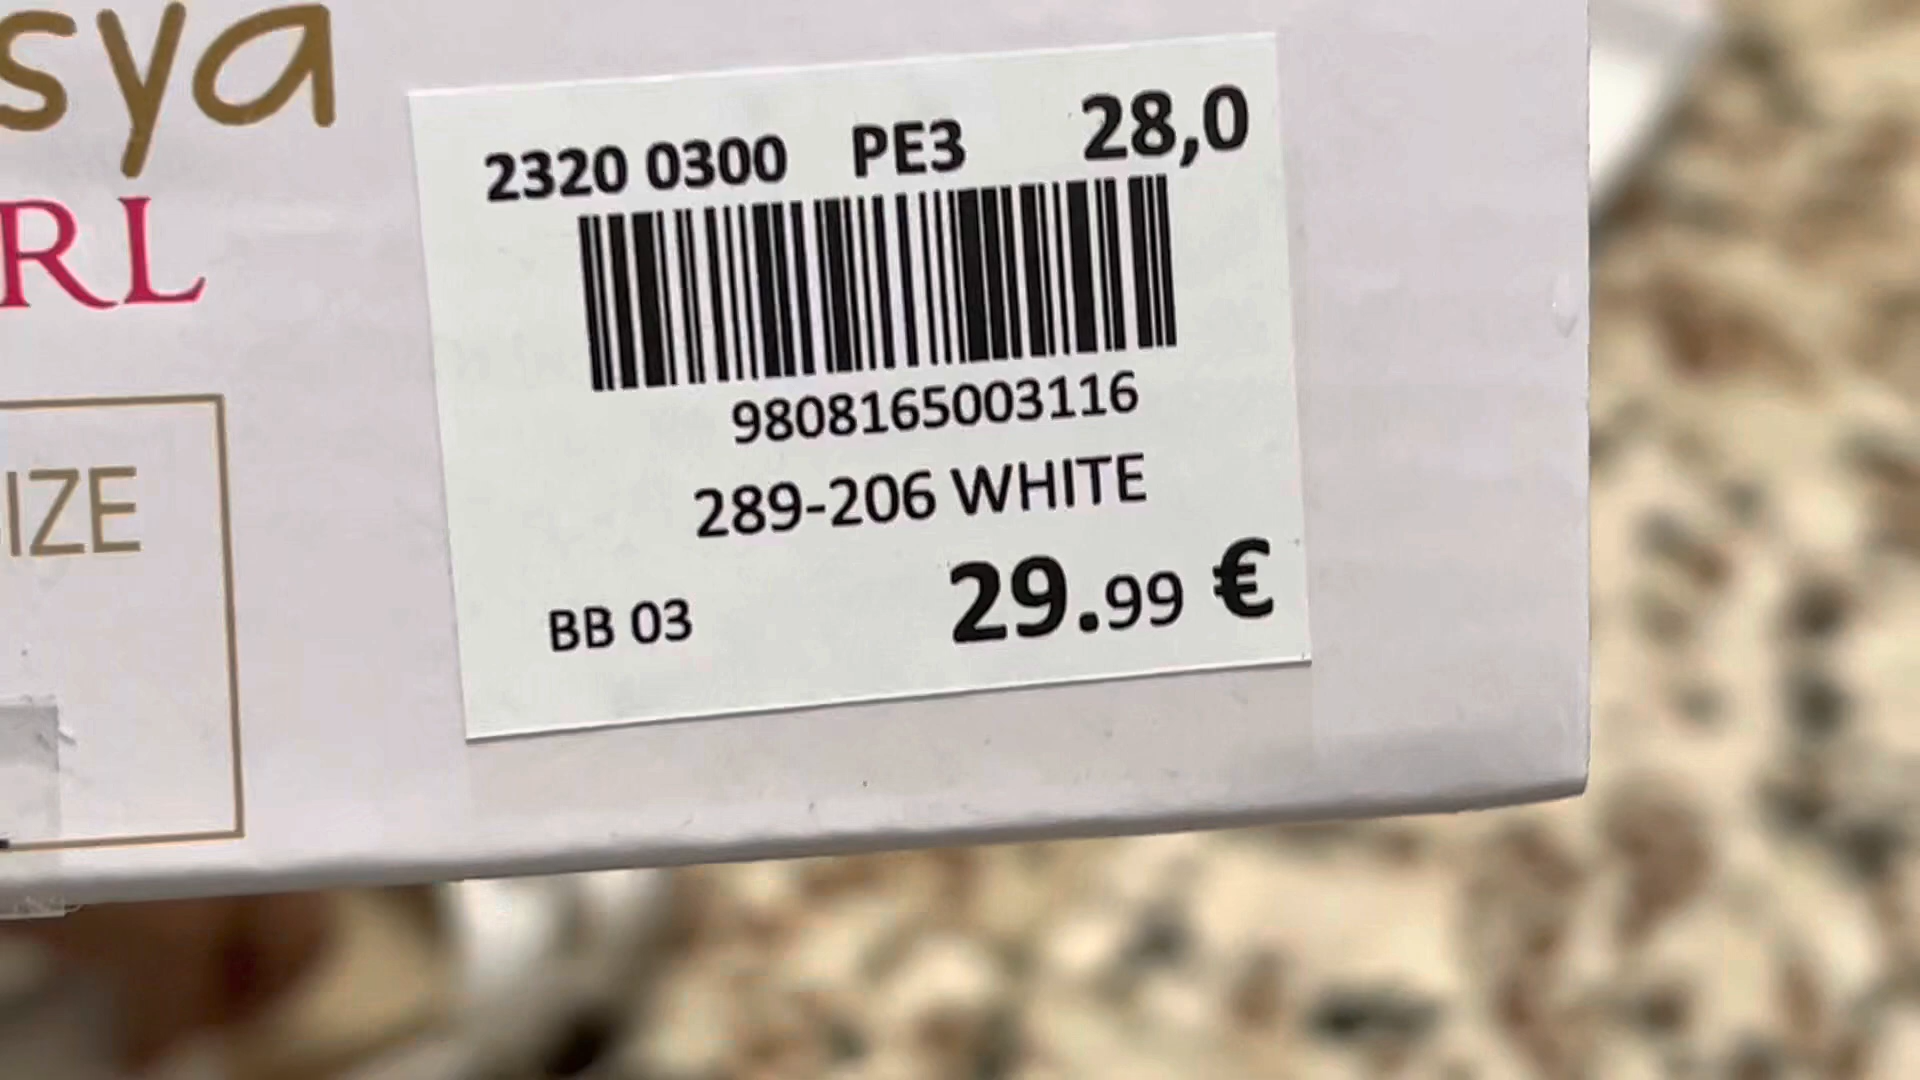 sya
RL
IZE
2320 0300 PE3 28,0
9808165003116
289-206 WHITE
BB 03 29.99 €